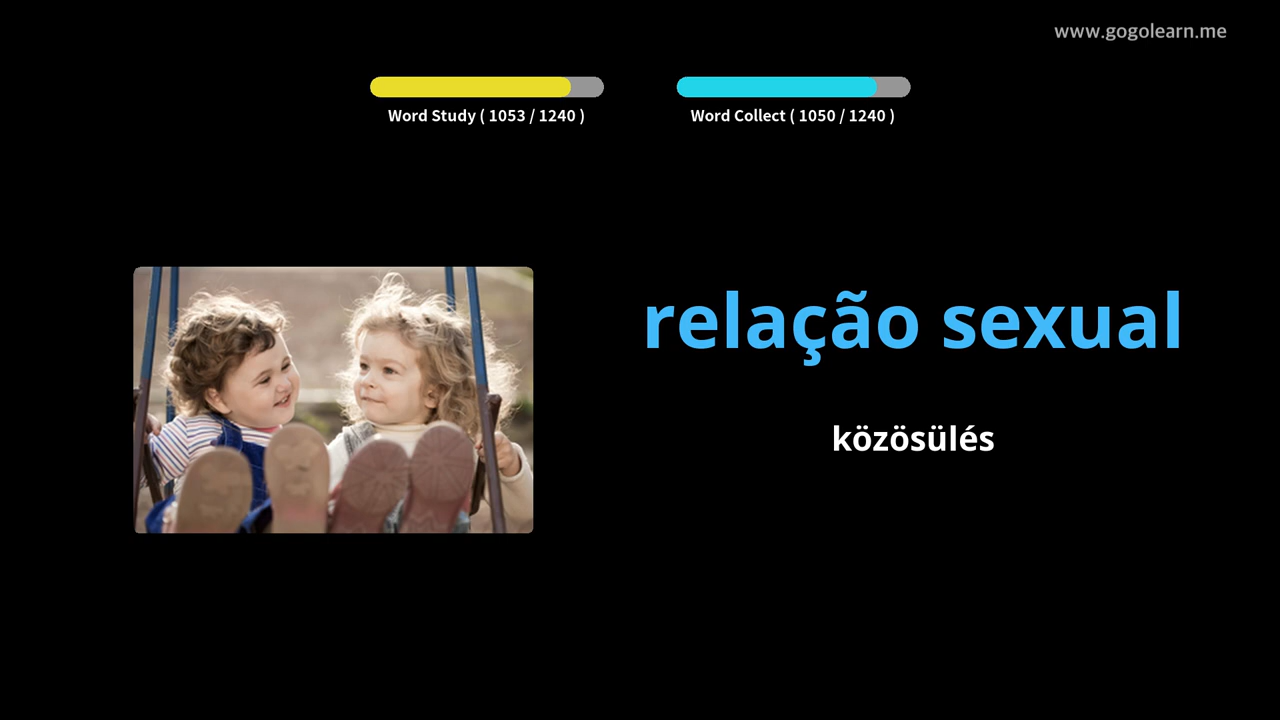 www.gogolearn.me
Word Study ( 1053 / 1240 )
Word Collect ( 1050 / 1240 )
relação sexual
közösülés